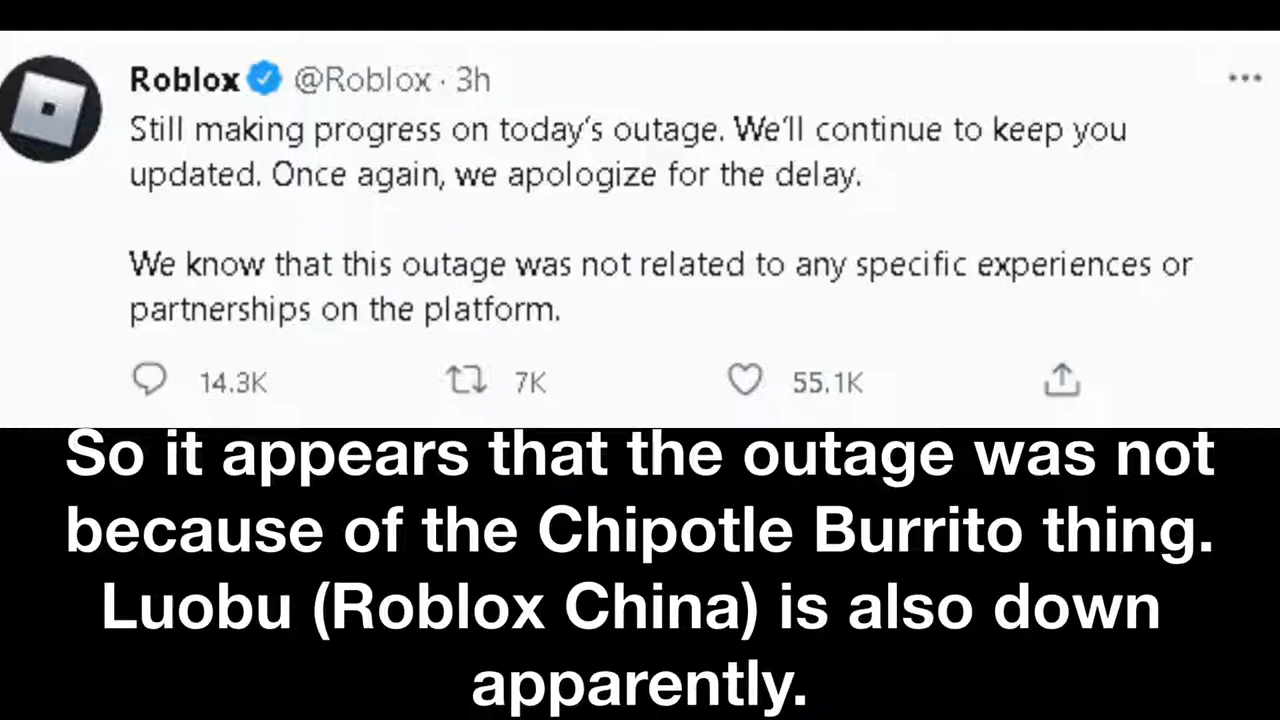 Roblox @Roblox · 3h
Still making progress on today's outage. We'll continue to keep you
updated. Once again, we apologize for the delay.
We know that this outage was not related to any specific experiences or
partnerships on the platform.
14.3K 7K 55.1K
So it appears that the outage was not
because of the Chipotle Burrito thing.
Luobu (Roblox China) is also down
apparently.